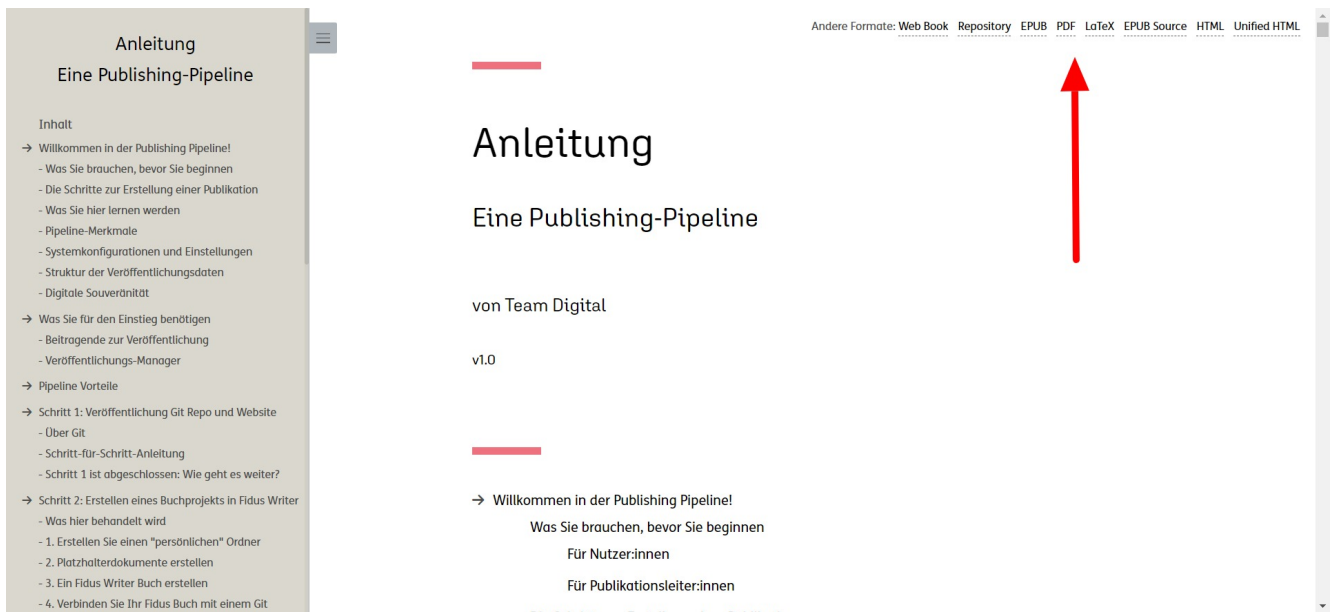 Anleitung
Eine Publishing-Pipeline
Inhalt
→ Willkommen in der Publishing Pipeline!
- Was Sie brauchen, bevor Sie beginnen
- Die Schritte zur Erstellung einer Publikation
- Was Sie hier lernen werden
- Pipeline-Merkmale
- Systemkonfigurationen und Einstellungen
- Struktur der Veröffentlichungsdaten
- Digitale Souveränität
→ Was Sie für den Einstieg benötigen
- Beitragende zur Veröffentlichung
- Veröffentlichungs-Manager
→ Pipeline Vorteile
→ Schritt 1: Veröffentlichung Git Repo und Website
- Über Git
- Schritt-für-Schritt-Anleitung
- Schritt 1 ist abgeschlossen: Wie geht es weiter?
→ Schritt 2: Erstellen eines Buchprojekts in Fidus Writer
- Was hier behandelt wird
- 1. Erstellen Sie einen "persönlichen" Ordner
- 2. Platzhalterdokumente erstellen
- 3. Ein Fidus Writer Buch erstellen
- 4. Verbinden Sie Ihr Fidus Buch mit einem Git
Andere Formate: Web Book Repository EPUB PDF LaTeX EPUB Source HTML Unified HTML
Anleitung
Eine Publishing-Pipeline
von Team Digital
v1.0
→ Willkommen in der Publishing Pipeline!
Was Sie brauchen, bevor Sie beginnen
Für Nutzer:innen
Für Publikationsleiter:innen